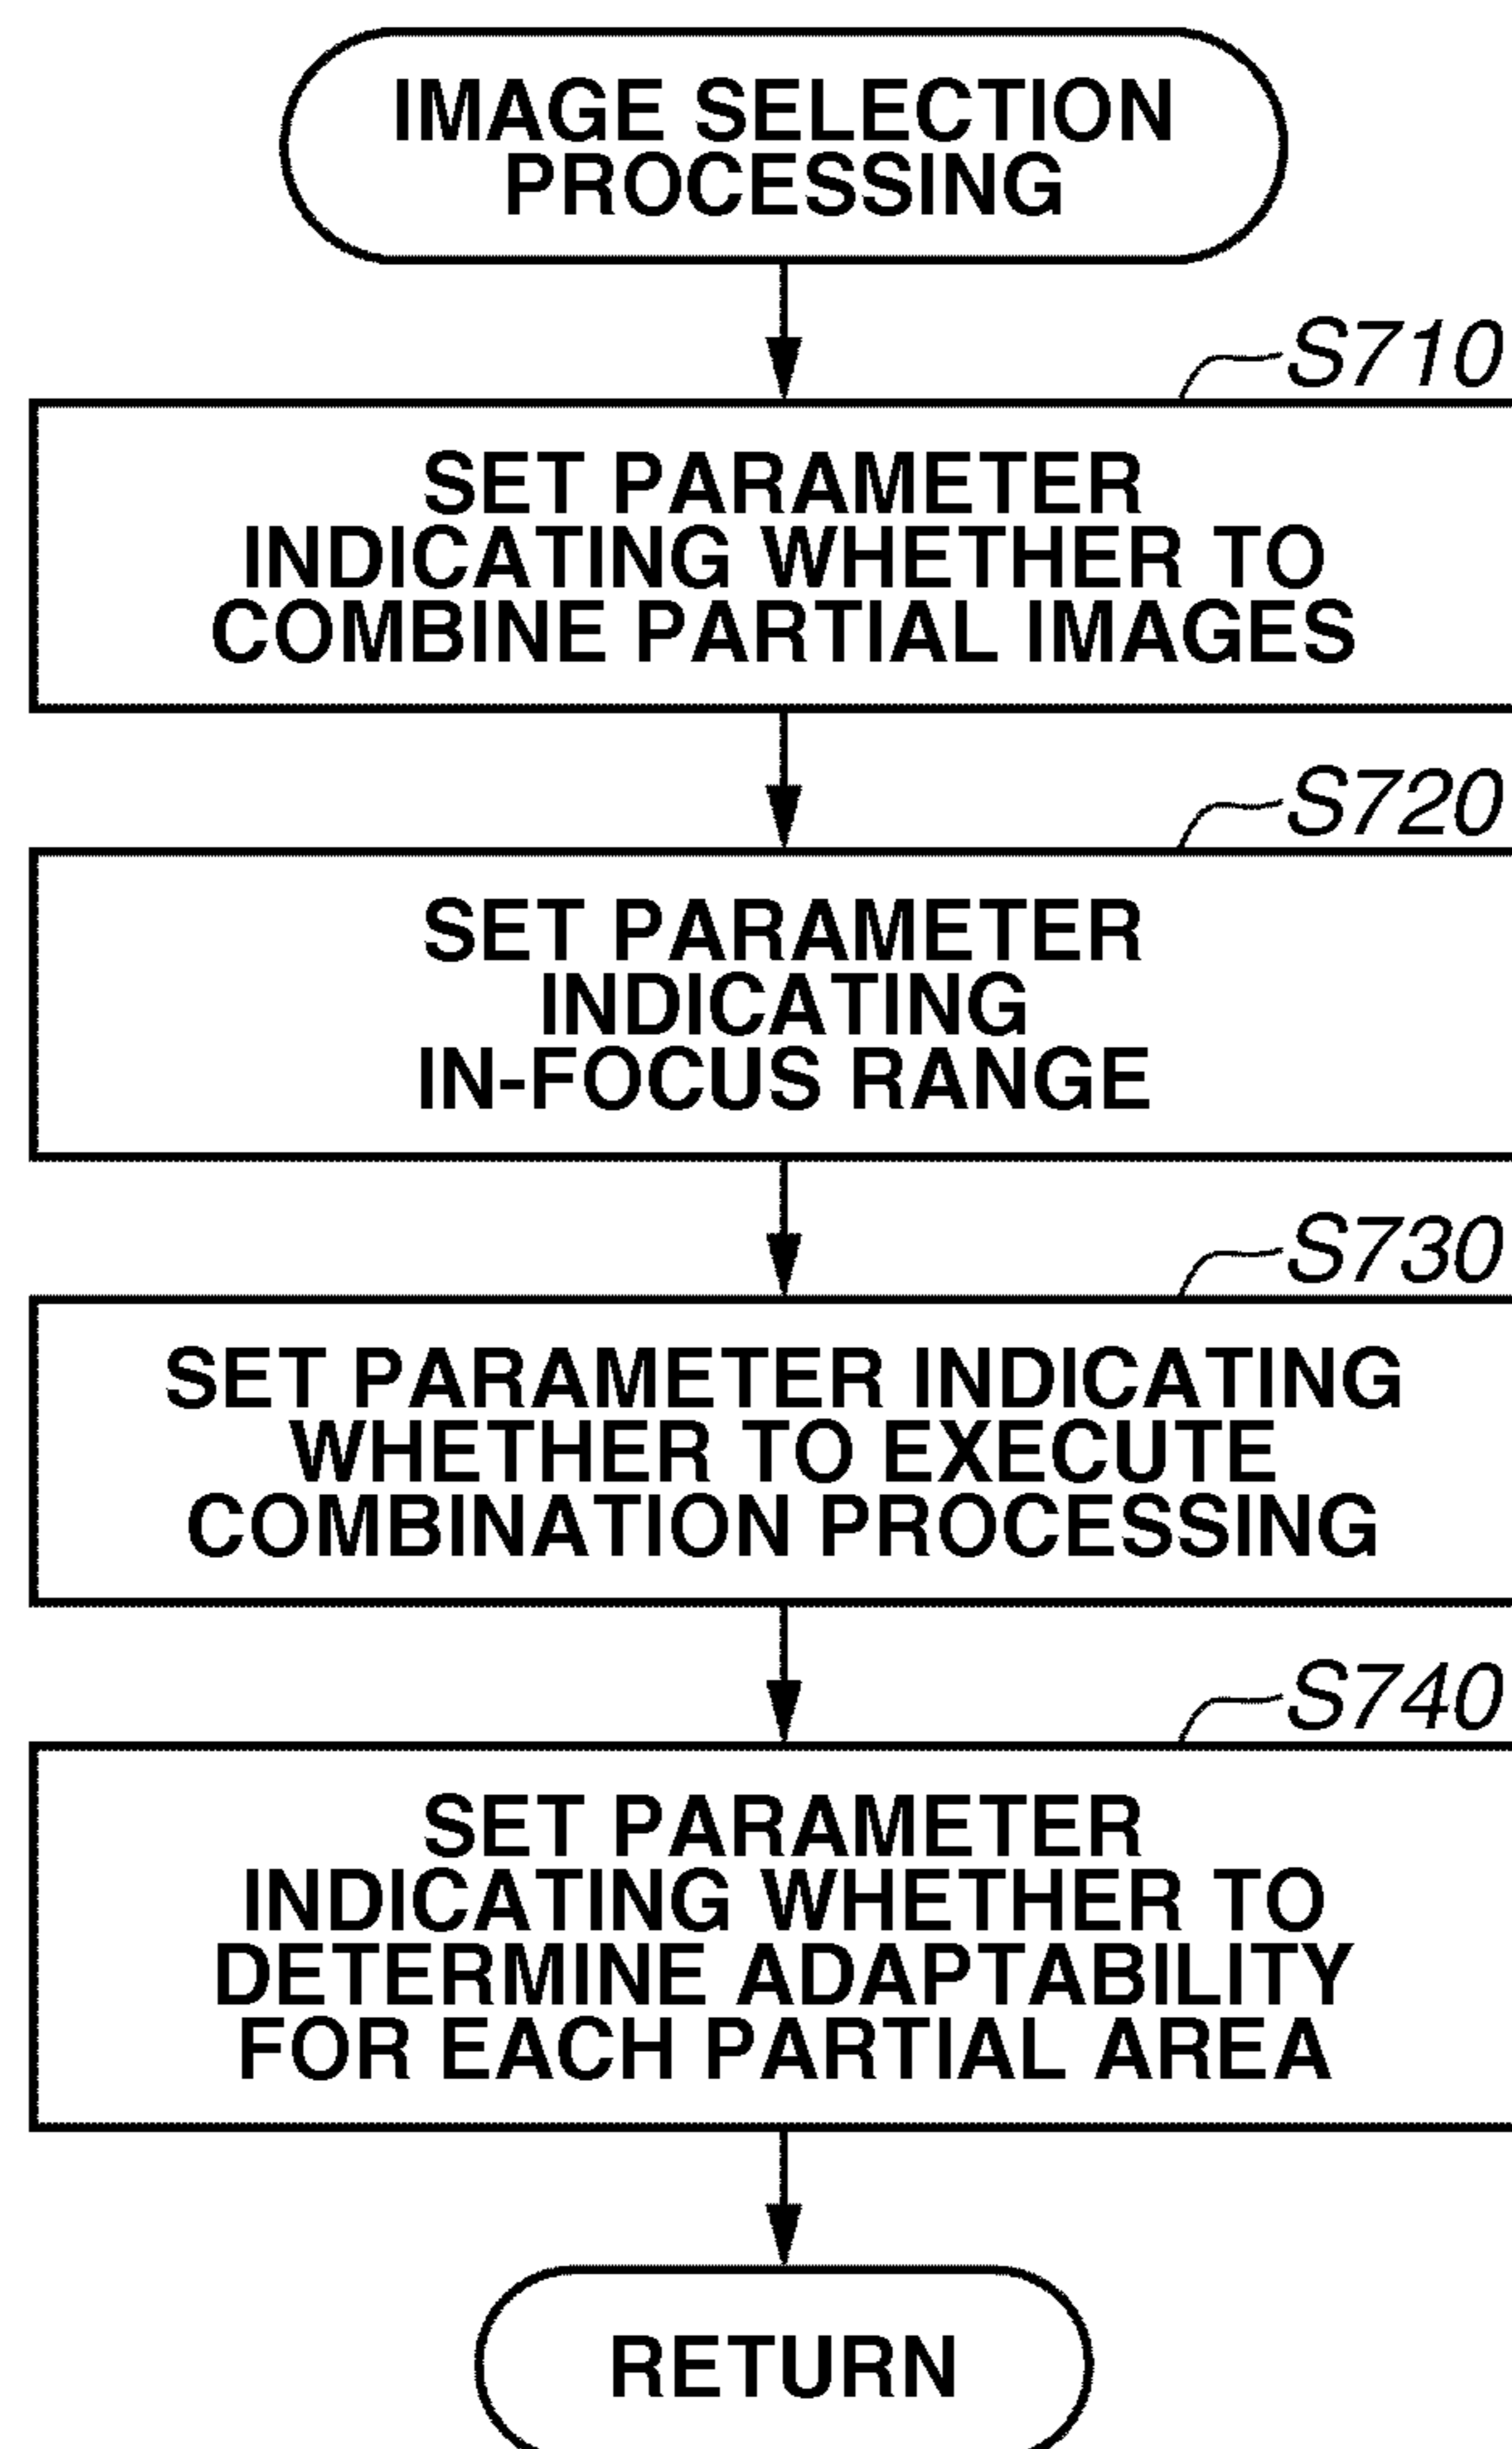 IMAGE SELECTION
PROCESSING
S710
SET PARAMETER
INDICATING WHETHER TO
COMBINE PARTIAL IMAGES
S720
SET PARAMETER
INDICATING
IN-FOCUS RANGE
S730
SET PARAMETER INDICATING
WHETHER TO EXECUTE
COMBINATION PROCESSING
S740
SET PARAMETER
INDICATING WHETHER TO
DETERMINE ADAPTABILITY
FOR EACH PARTIAL AREA
RETURN